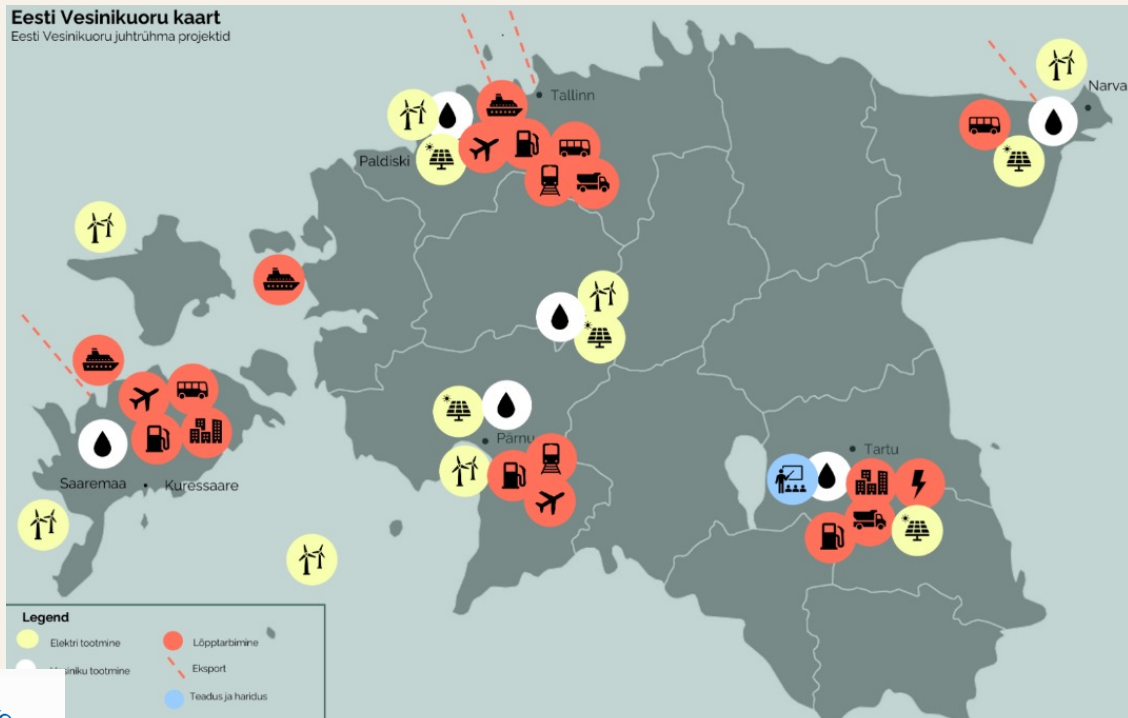 Eesti Vesinikuoru kaart
Eesti Vesinikuoru juhtrühma projektid
Tallinn
Narva
Paldiski
Pärnu
Tartu
Saaremaa
Kuressaare
Legend
Elektri tootmine
Lõpptarbimine
tootmine
Eksport
Teadus ja haridus